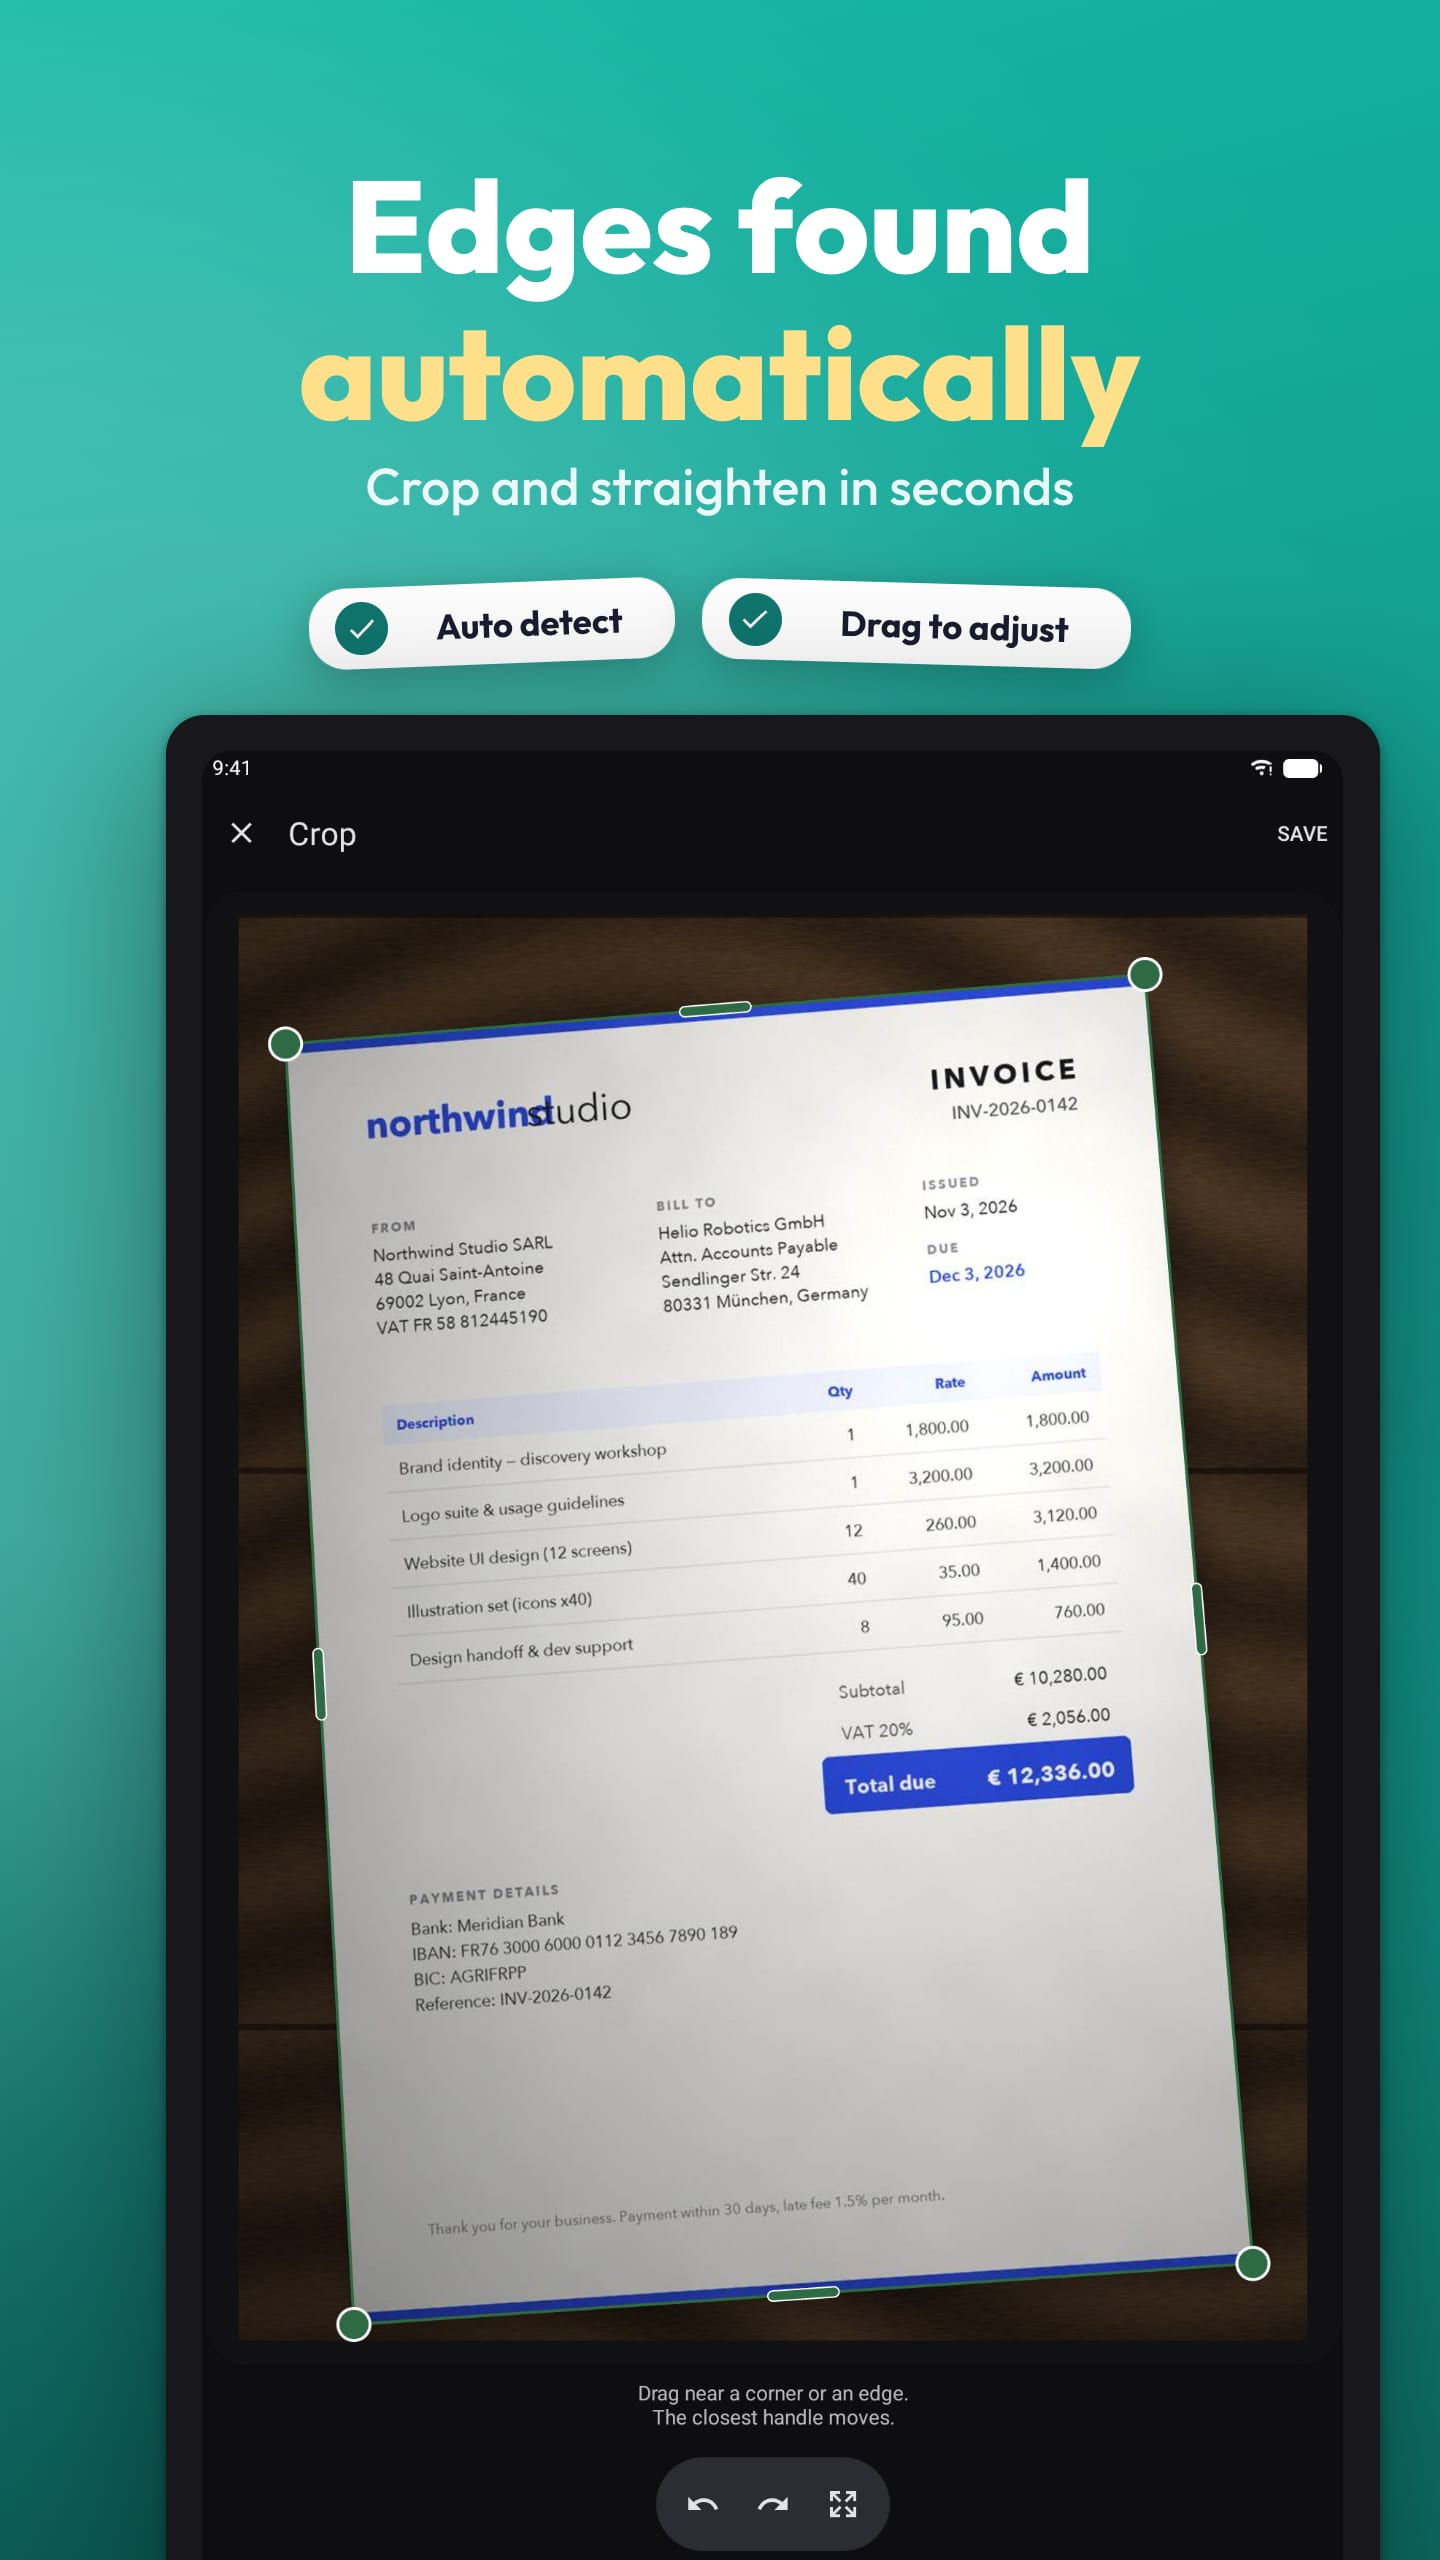 Edges found
automatically
Crop and straighten in seconds
Auto detect
Drag to adjust
9:41
Crop
SAVE
northwindstudio
INVOICE
INV-2026-0142
FROM
Northwind Studio SARL
48 Quai Saint-Antoine
69002 Lyon, France
VAT FR 58 812445190
BILL TO
Helio Robotics GmbH
Attn. Accounts Payable
Sendlinger Str. 24
80331 München, Germany
ISSUED
Nov 3, 2026
DUE
Dec 3, 2026
Description Qty Rate Amount
Brand identity – discovery workshop 1 1,800.00 1,800.00
Logo suite & usage guidelines 1 3,200.00 3,200.00
Website UI design (12 screens) 12 260.00 3,120.00
Illustration set (icons x40) 40 35.00 1,400.00
Design handoff & dev support 8 95.00 760.00
Subtotal € 10,280.00
VAT 20% € 2,056.00
Total due € 12,336.00
PAYMENT DETAILS
Bank: Meridian Bank
IBAN: FR76 3000 6000 0112 3456 7890 189
BIC: AGRIFRPP
Reference: INV-2026-0142
Thank you for your business. Payment within 30 days, late fee 1.5% per month.
Drag near a corner or an edge.
The closest handle moves.